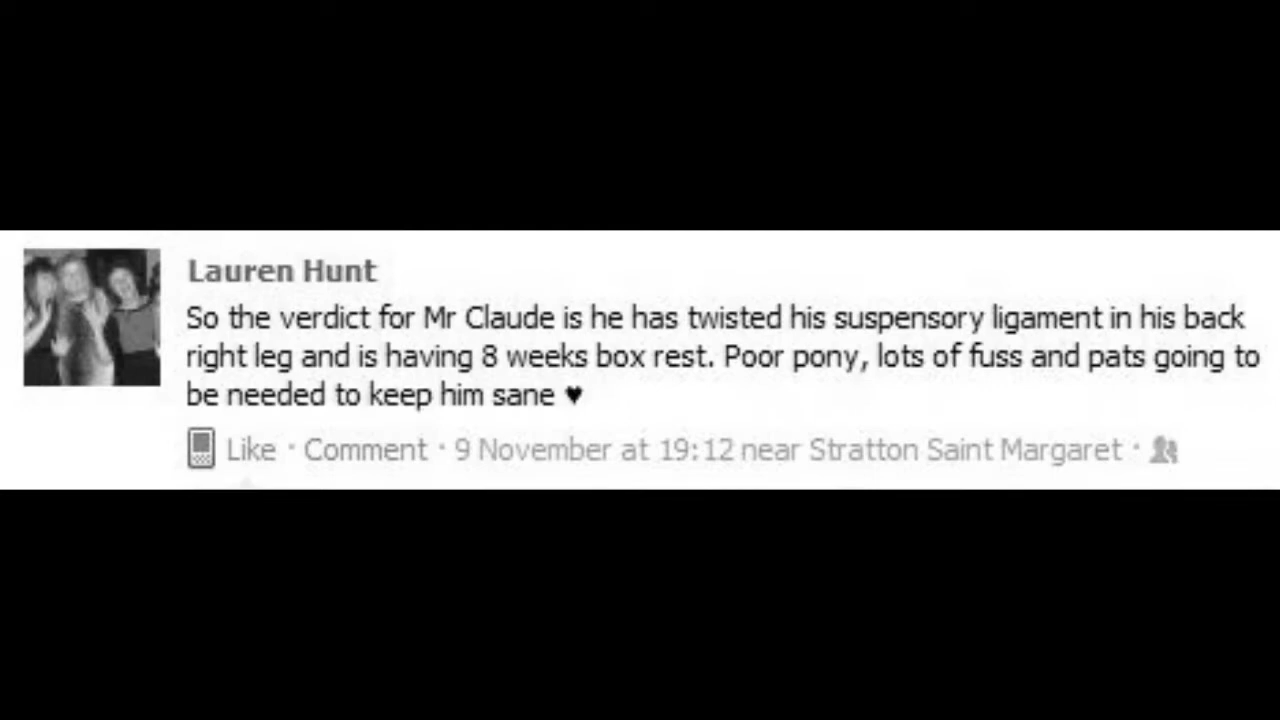 Lauren Hunt
So the verdict for Mr Claude is he has twisted his suspensory ligament in his back
right leg and is having 8 weeks box rest. Poor pony, lots of fuss and pats going to
be needed to keep him sane ♥
Like · Comment · 9 November at 19:12 near Stratton Saint Margaret ·